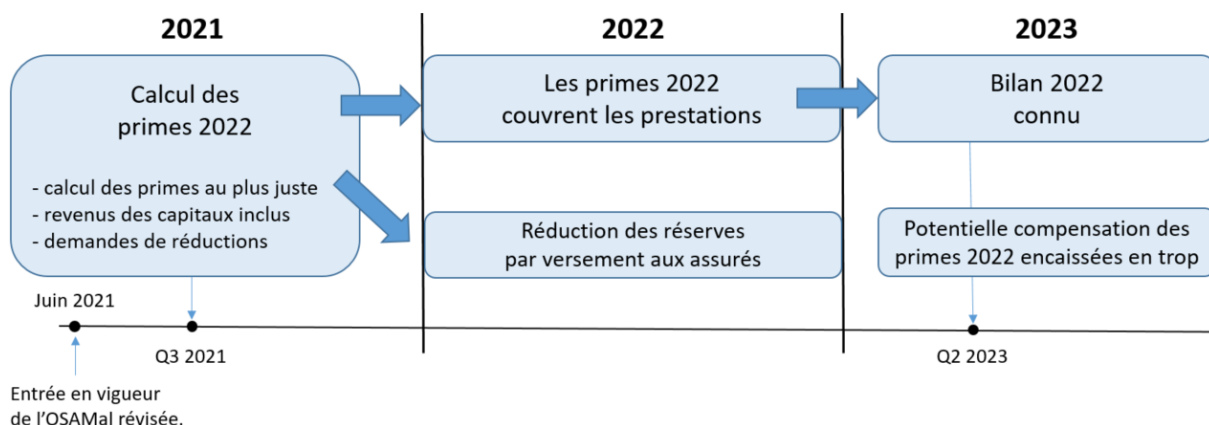 2021
2022
2023
Calcul des
primes 2022
- calcul des primes au plus juste
- revenus des capitaux inclus
- demandes de réductions
Les primes 2022
couvrent les prestations
Réduction des réserves
par versement aux assurés
Bilan 2022
connu
Potentielle compensation des
primes 2022 encaissées en trop
Juin 2021
Q3 2021
Q2 2023
Entrée en vigueur
de l'OSAMal révisée.